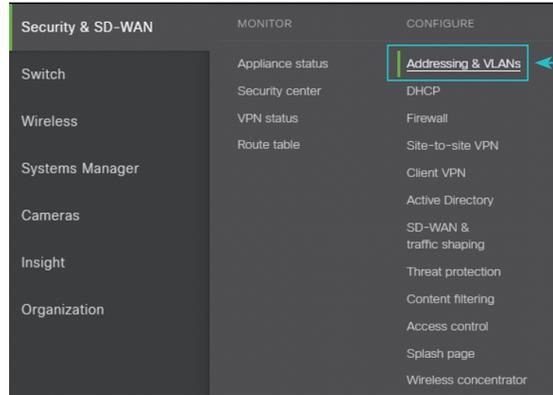 Security & SD-WAN
Switch
Wireless
Systems Manager
Cameras
Insight
Organization
MONITOR
Appliance status
Security center
VPN status
Route table
CONFIGURE
Addressing & VLANs
DHCP
Firewall
Site-to-site VPN
Client VPN
Active Directory
SD-WAN &
traffic shaping
Threat protection
Content filtering
Access control
Splash page
Wireless concentrator